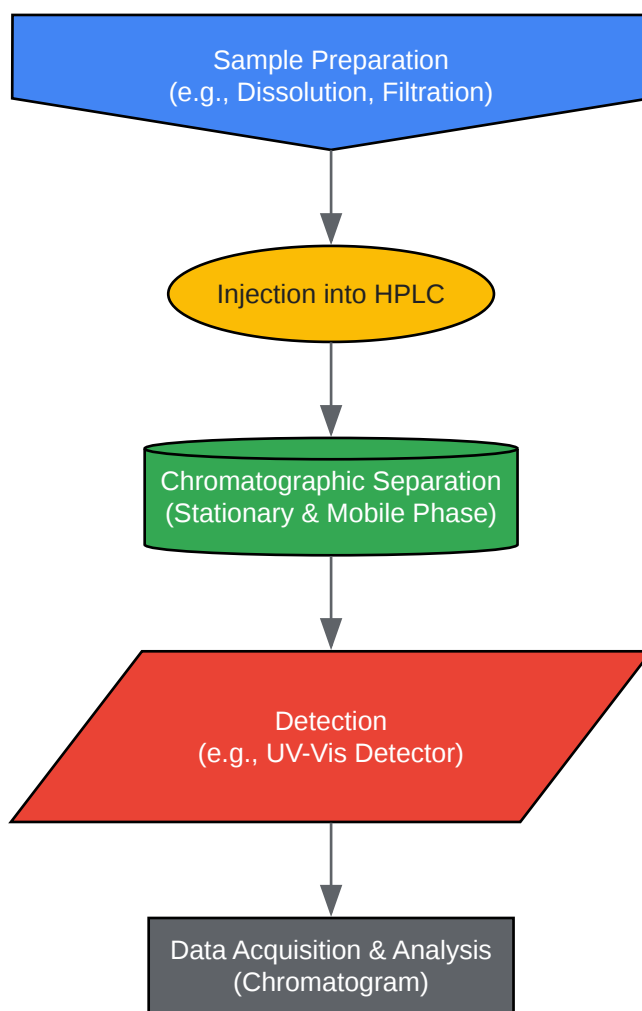 Sample Preparation
(e.g., Dissolution, Filtration)
Injection into HPLC
Chromatographic Separation
(Stationary & Mobile Phase)
Detection
(e.g., UV-Vis Detector)
Data Acquisition & Analysis
(Chromatogram)